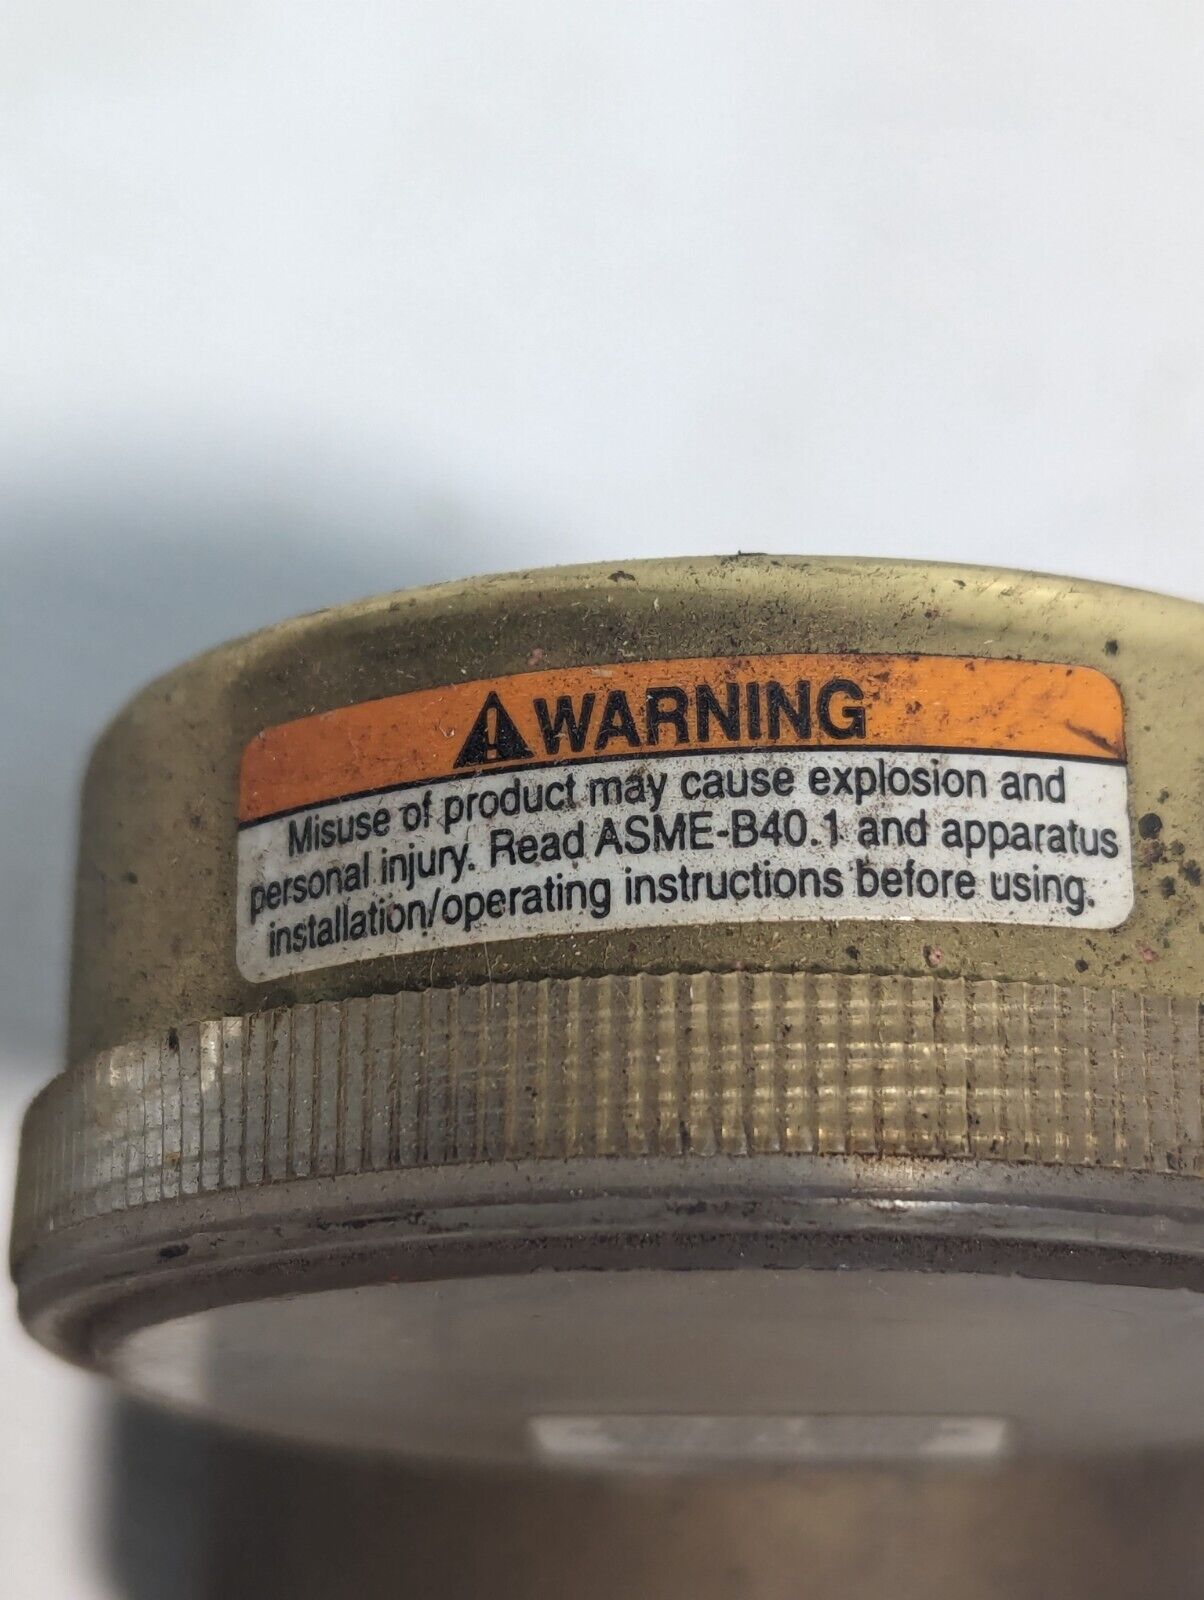 WARNING
Misuse of product may cause explosion and
personal injury. Read ASME-B40.1 and apparatus
installation/operating instructions before using.